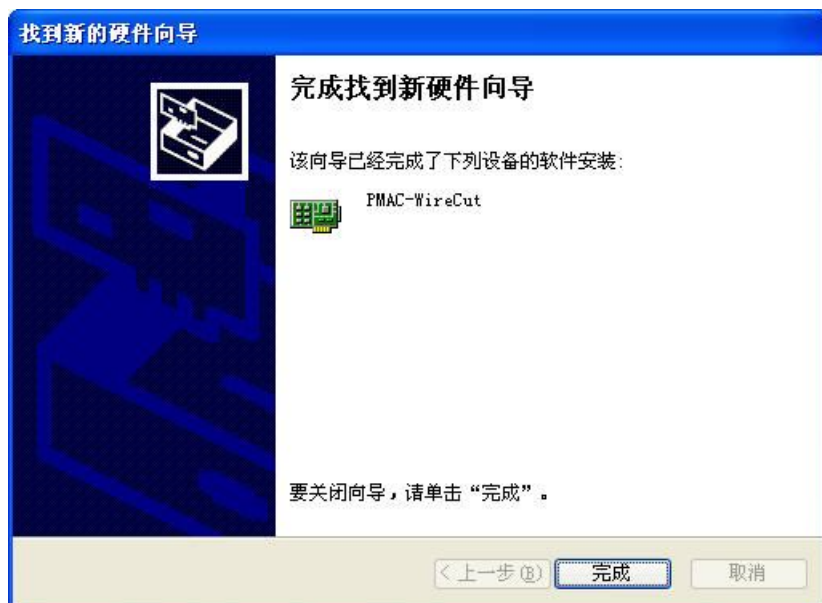 找到新的硬件向导
完成找到新硬件向导
该向导已经完成了下列设备的软件安装:
PMAC-WireCut
要关闭向导，请单击“完成”。
<上一步(B) 完成 取消